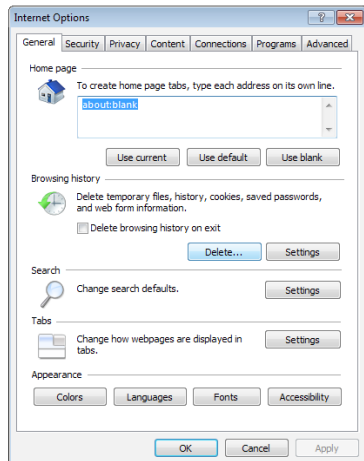 Internet Options
General Security Privacy Content Connections Programs Advanced
Home page
To create home page tabs, type each address on its own line.
about:blank
Use current Use default Use blank
Browsing history
Delete temporary files, history, cookies, saved passwords,
and web form information.
Delete browsing history on exit
Delete... Settings
Search
Change search defaults. Settings
Tabs
Change how webpages are displayed in
tabs.
Settings
Appearance
Colors Languages Fonts Accessibility
OK Cancel Apply